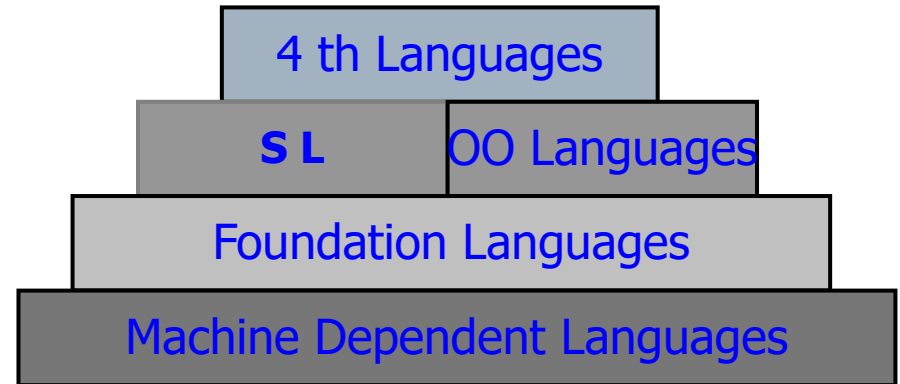 4 th Languages
S L
OO Languages
Foundation Languages
Machine Dependent Languages